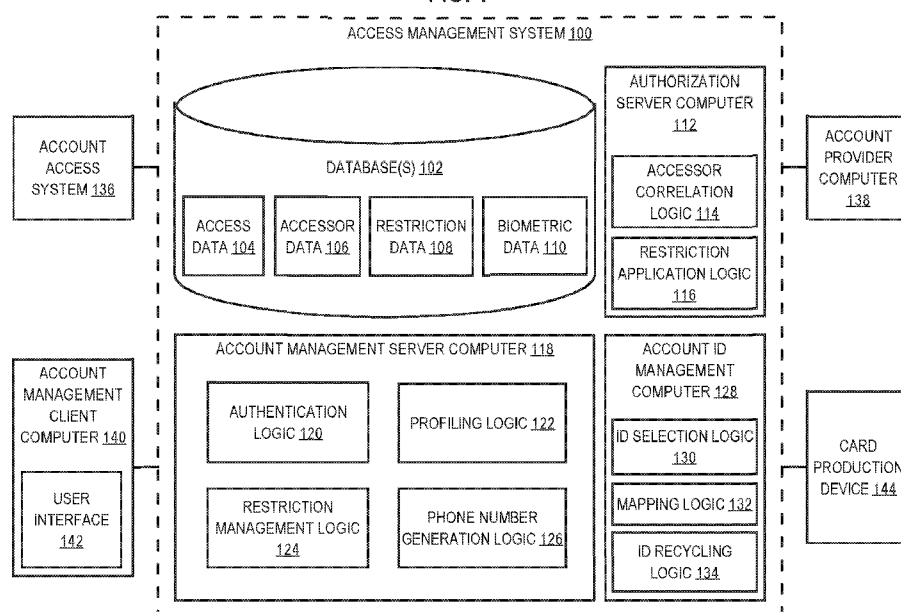 ACCESS MANAGEMENT SYSTEM 100
ACCOUNT
ACCESS
SYSTEM 136
DATABASE(S) 102
ACCESS
DATA 104
ACCESSOR
DATA 106
RESTRICTION
DATA 108
BIOMETRIC
DATA 110
AUTHORIZATION
SERVER COMPUTER
112
ACCESSOR
CORRELATION
LOGIC 114
RESTRICTION
APPLICATION LOGIC
116
ACCOUNT
PROVIDER
COMPUTER
138
ACCOUNT
MANAGEMENT
CLIENT
COMPUTER 140
USER
INTERFACE
142
ACCOUNT MANAGEMENT SERVER COMPUTER 118
AUTHENTICATION
LOGIC 120
PROFILING LOGIC 122
RESTRICTION
MANAGEMENT LOGIC
124
PHONE NUMBER
GENERATION LOGIC 126
ACCOUNT ID
MANAGEMENT
COMPUTER 128
ID SELECTION LOGIC
130
MAPPING LOGIC 132
ID RECYCLING
LOGIC 134
CARD
PRODUCTION
DEVICE 144